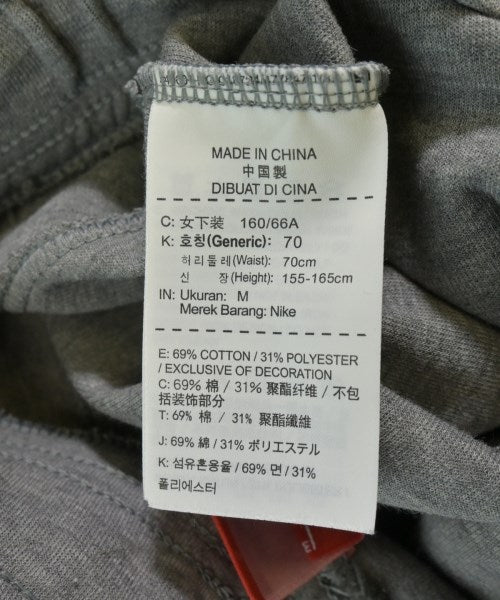 MADE IN CHINA
中国製
DIBUAT DI CINA
C: 女下装 160/66A
K: 호칭(Generic): 70
허리둘레(Waist): 70cm
신 장(Height): 155-165cm
IN: Ukuran: M
Merek Barang: Nike
E: 69% COTTON / 31% POLYESTER
/ EXCLUSIVE OF DECORATION
C: 69% 棉 / 31% 聚酯纤维 / 不包
括装饰部分
T: 69% 棉 / 31% 聚酯纖維
J: 69% 綿 / 31% ポリエステル
K: 섬유혼용율 / 69% 면 / 31%
폴리에스터